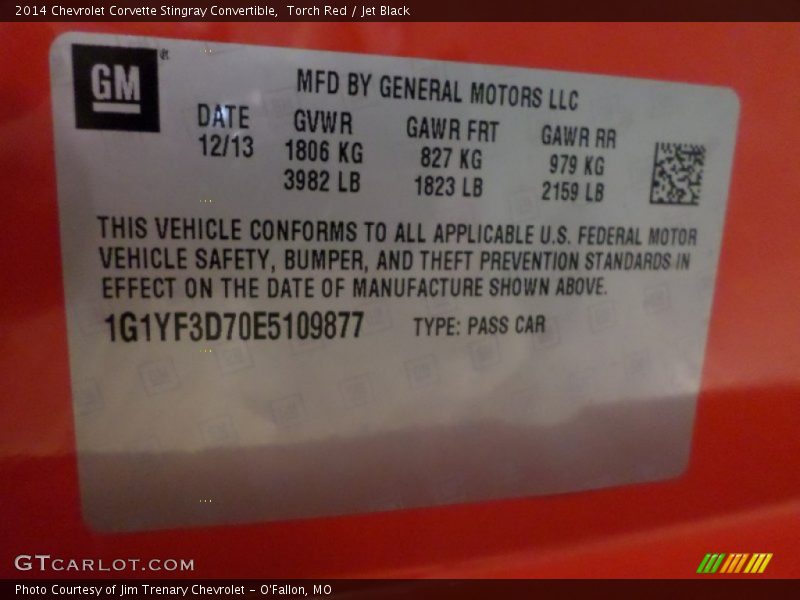 2014 Chevrolet Corvette Stingray Convertible, Torch Red / Jet Black
GM
MFD BY GENERAL MOTORS LLC
DATE GVWR GAWR FRT GAWR RR
12/13 1806 KG 827 KG 979 KG
3982 LB 1823 LB 2159 LB
THIS VEHICLE CONFORMS TO ALL APPLICABLE U.S. FEDERAL MOTOR
VEHICLE SAFETY, BUMPER, AND THEFT PREVENTION STANDARDS IN
EFFECT ON THE DATE OF MANUFACTURE SHOWN ABOVE.
1G1YF3D70E5109877 TYPE: PASS CAR
GTCARLOT.COM
Photo Courtesy of Jim Trenary Chevrolet - O'Fallon, MO